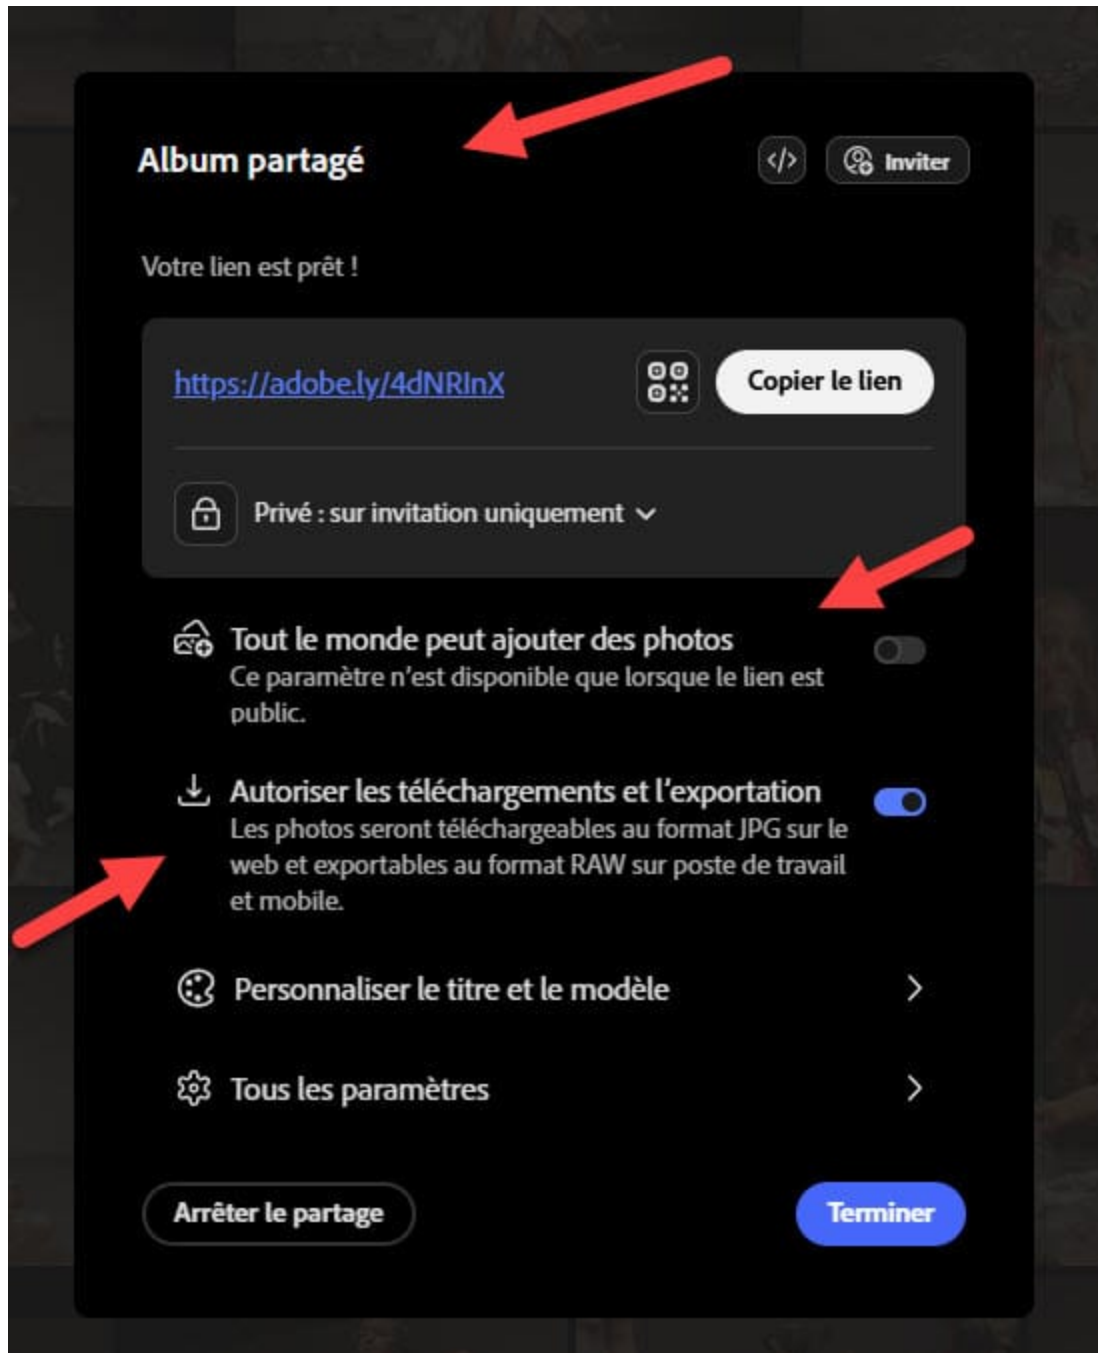 Album partagé
</> Inviter
Votre lien est prêt !
https://adobe.ly/4dNRInX
Copier le lien
Privé : sur invitation uniquement
Tout le monde peut ajouter des photos
Ce paramètre n'est disponible que lorsque le lien est
public.
Autoriser les téléchargements et l'exportation
Les photos seront téléchargeables au format JPG sur le
web et exportables au format RAW sur poste de travail
et mobile.
Personnaliser le titre et le modèle
Tous les paramètres
Arrêter le partage
Terminer